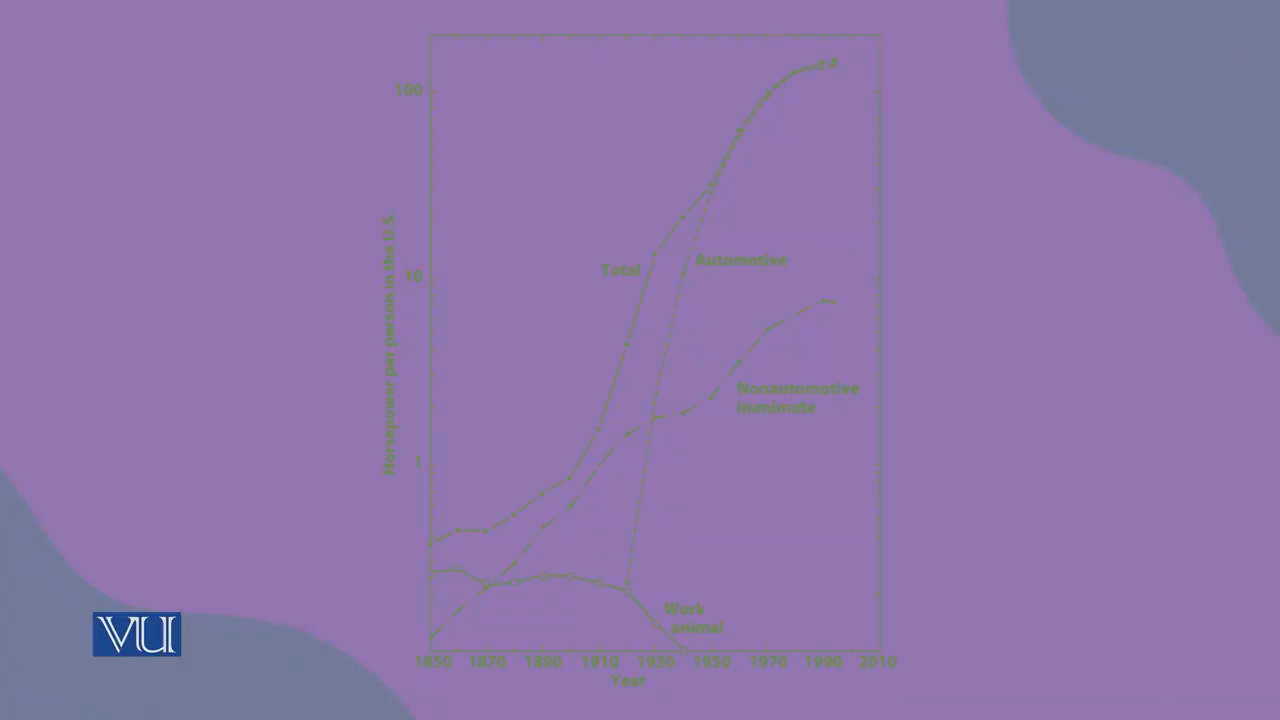 100
10
1
Horsepower per person in the U.S.
Total
Automotive
Nonautomotive
inanimate
Work
animal
1850 1870 1890 1910 1930 1950 1970 1990 2010
Year
VU